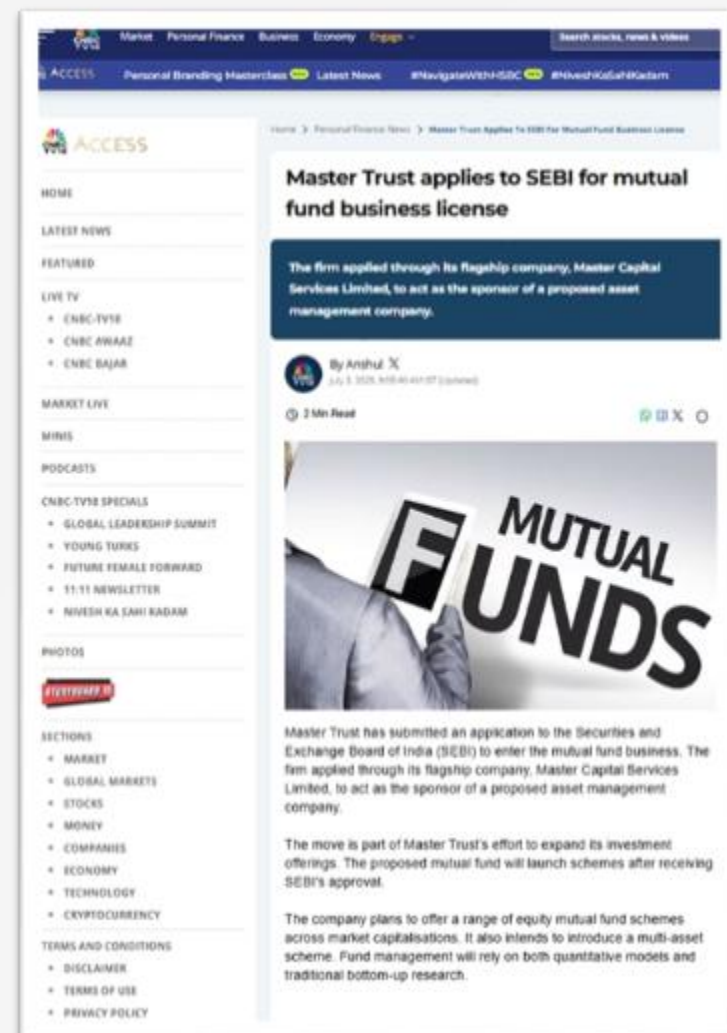 CNBC TV18 Market Personal Finance Business Economy Engage Search stocks, news & videos
ACCESS Personal Branding Masterclass Latest News #NavigateWithHSBC #NiveshKaSahiKadam
CNBC TV18 ACCESS
HOME
LATEST NEWS
FEATURED
LIVE TV
CNBC-TV18
CNBC AWAAZ
CNBC BAJAR
MARKET LIVE
MINIS
PODCASTS
CNBC-TV18 SPECIALS
GLOBAL LEADERSHIP SUMMIT
YOUNG TURKS
FUTURE FEMALE FORWARD
11:11 NEWSLETTER
NIVESH KA SAHI KADAM
PHOTOS
SECTIONS
MARKET
GLOBAL MARKETS
STOCKS
MONEY
COMPANIES
ECONOMY
TECHNOLOGY
CRYPTOCURRENCY
TERMS AND CONDITIONS
DISCLAIMER
TERMS OF USE
PRIVACY POLICY
Home > Personal Finance News > Master Trust Applies To SEBI For Mutual Fund Business License
Master Trust applies to SEBI for mutual
fund business license
The firm applied through its flagship company, Master Capital
Services Limited, to act as the sponsor of a proposed asset
management company.
By Anshul X
2 Min Read
MUTUAL
FUNDS
Master Trust has submitted an application to the Securities and
Exchange Board of India (SEBI) to enter the mutual fund business. The
firm applied through its flagship company, Master Capital Services
Limited, to act as the sponsor of a proposed asset management
company.
The move is part of Master Trust's effort to expand its investment
offerings. The proposed mutual fund will launch schemes after receiving
SEBI's approval.
The company plans to offer a range of equity mutual fund schemes
across market capitalisations. It also intends to introduce a multi-asset
scheme. Fund management will rely on both quantitative models and
traditional bottom-up research.